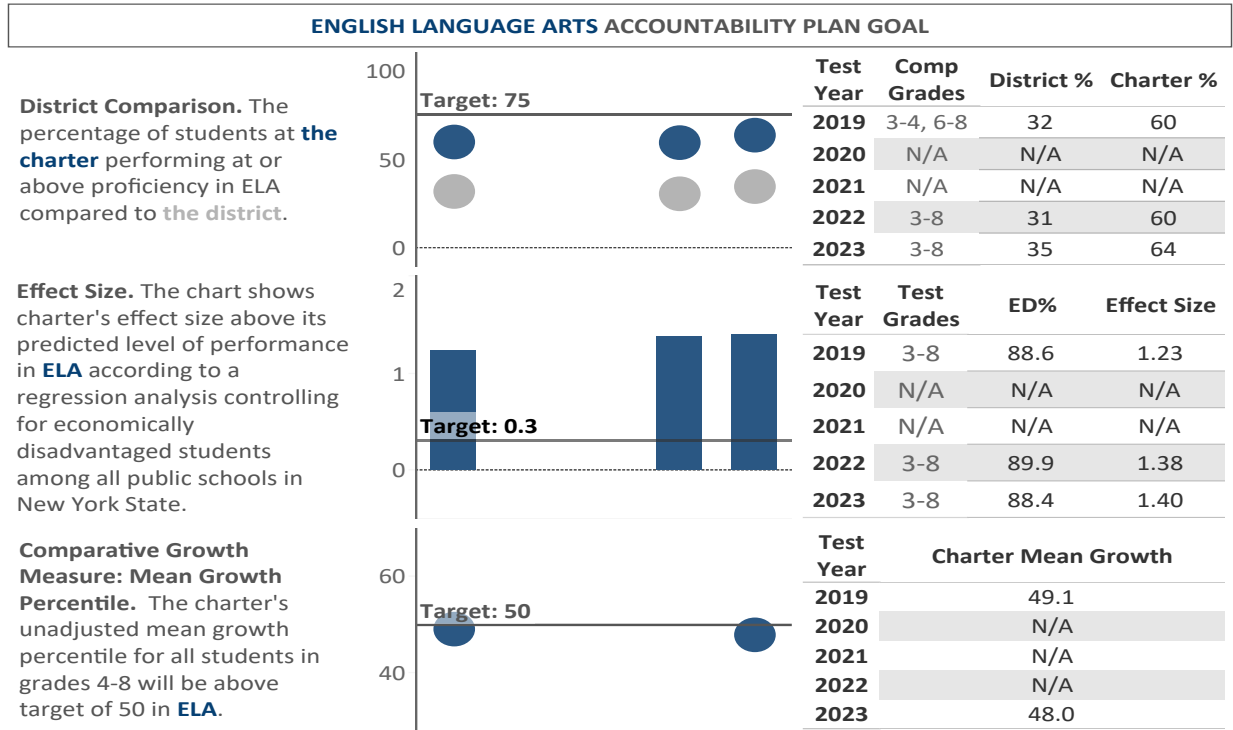 ENGLISH LANGUAGE ARTS ACCOUNTABILITY PLAN GOAL
District Comparison. The
percentage of students at the
charter performing at or
above proficiency in ELA
compared to the district.
100
50
0
Target: 75
Test Year Comp Grades District % Charter %
2019 3-4, 6-8 32 60
2020 N/A N/A N/A
2021 N/A N/A N/A
2022 3-8 31 60
2023 3-8 35 64
Effect Size. The chart shows
charter's effect size above its
predicted level of performance
in ELA according to a
regression analysis controlling
for economically
disadvantaged students
among all public schools in
New York State.
2
1
0
Target: 0.3
Test Year Test Grades ED% Effect Size
2019 3-8 88.6 1.23
2020 N/A N/A N/A
2021 N/A N/A N/A
2022 3-8 89.9 1.38
2023 3-8 88.4 1.40
Comparative Growth
Measure: Mean Growth
Percentile. The charter's
unadjusted mean growth
percentile for all students in
grades 4-8 will be above
target of 50 in ELA.
60
40
Target: 50
Test Year Charter Mean Growth
2019 49.1
2020 N/A
2021 N/A
2022 N/A
2023 48.0